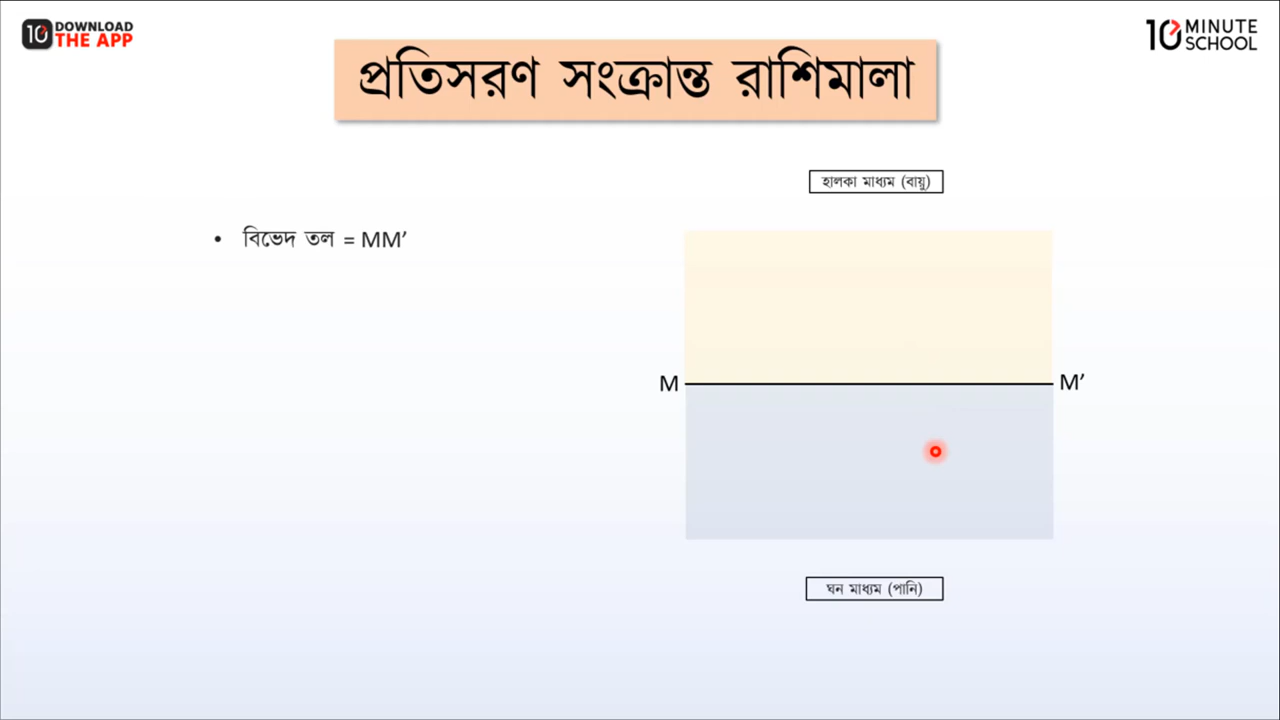 DOWNLOAD
THE APP
10 MINUTE
SCHOOL
প্রতিসরণ সংক্রান্ত রাশিমালা
হালকা মাধ্যম (বায়ু)
• বিভেদ তল = MM’
M
M’
ঘন মাধ্যম (পানি)